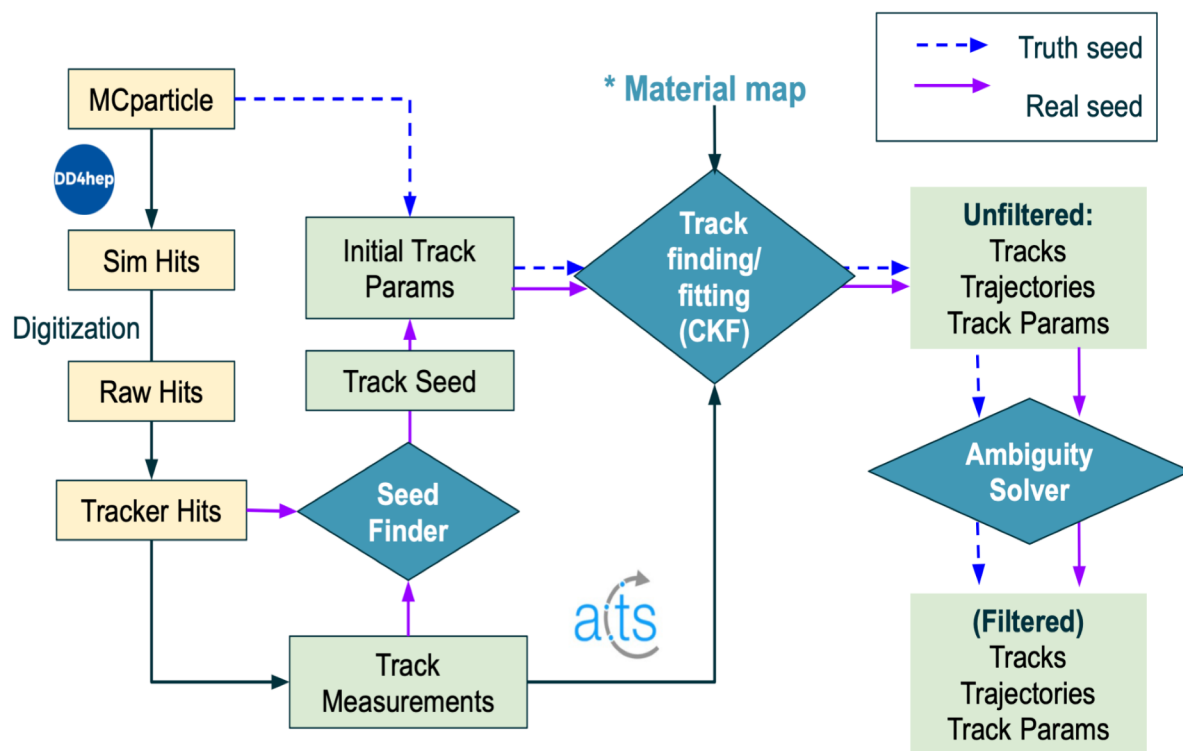 Truth seed
Real seed
MCparticle
* Material map
DD4hep
Sim Hits
Initial Track
Params
Track
finding/
fitting
(CKF)
Unfiltered:
Tracks
Trajectories
Track Params
Digitization
Raw Hits
Track Seed
Tracker Hits
Seed
Finder
Ambiguity
Solver
acts
Track
Measurements
(Filtered)
Tracks
Trajectories
Track Params